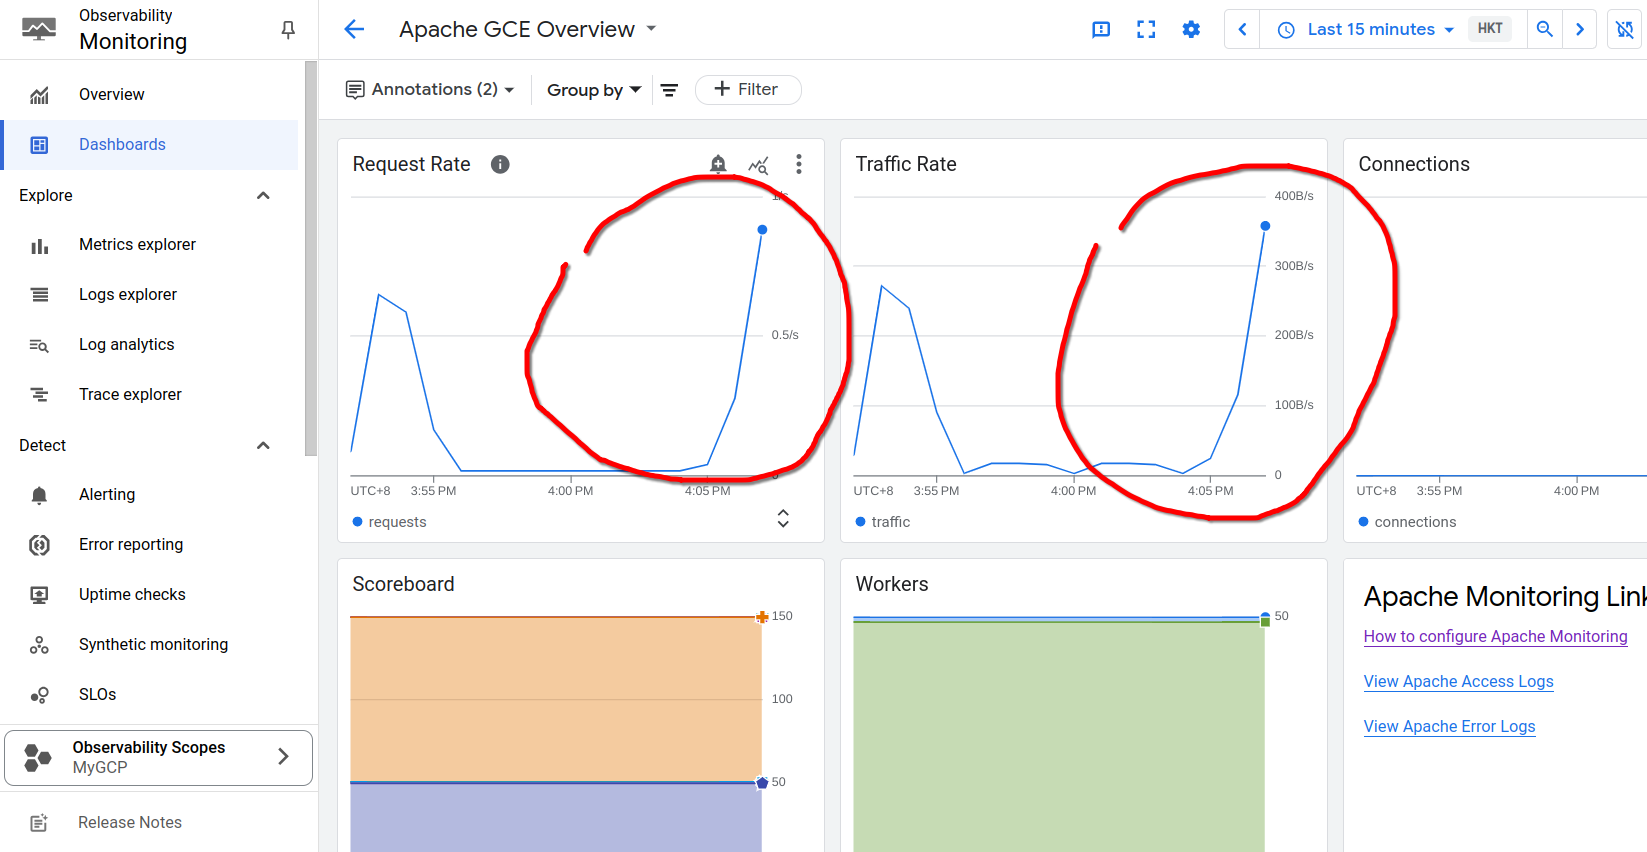 Observability
Monitoring
Apache GCE Overview
Last 15 minutes
HKT
Overview
Annotations (2)
Group by
Filter
Dashboards
Explore
Metrics explorer
Logs explorer
Log analytics
Trace explorer
Detect
Alerting
Error reporting
Uptime checks
Synthetic monitoring
SLOs
Observability Scopes
MyGCP
Release Notes
Request Rate
1/s
0.5/s
0
UTC+8 3:55 PM 4:00 PM 4:05 PM
requests
Traffic Rate
400B/s
300B/s
200B/s
100B/s
0
UTC+8 3:55 PM 4:00 PM 4:05 PM
traffic
Connections
UTC+8 3:55 PM 4:00 PM
connections
Scoreboard
150
100
50
Workers
50
Apache Monitoring Link
How to configure Apache Monitoring
View Apache Access Logs
View Apache Error Logs